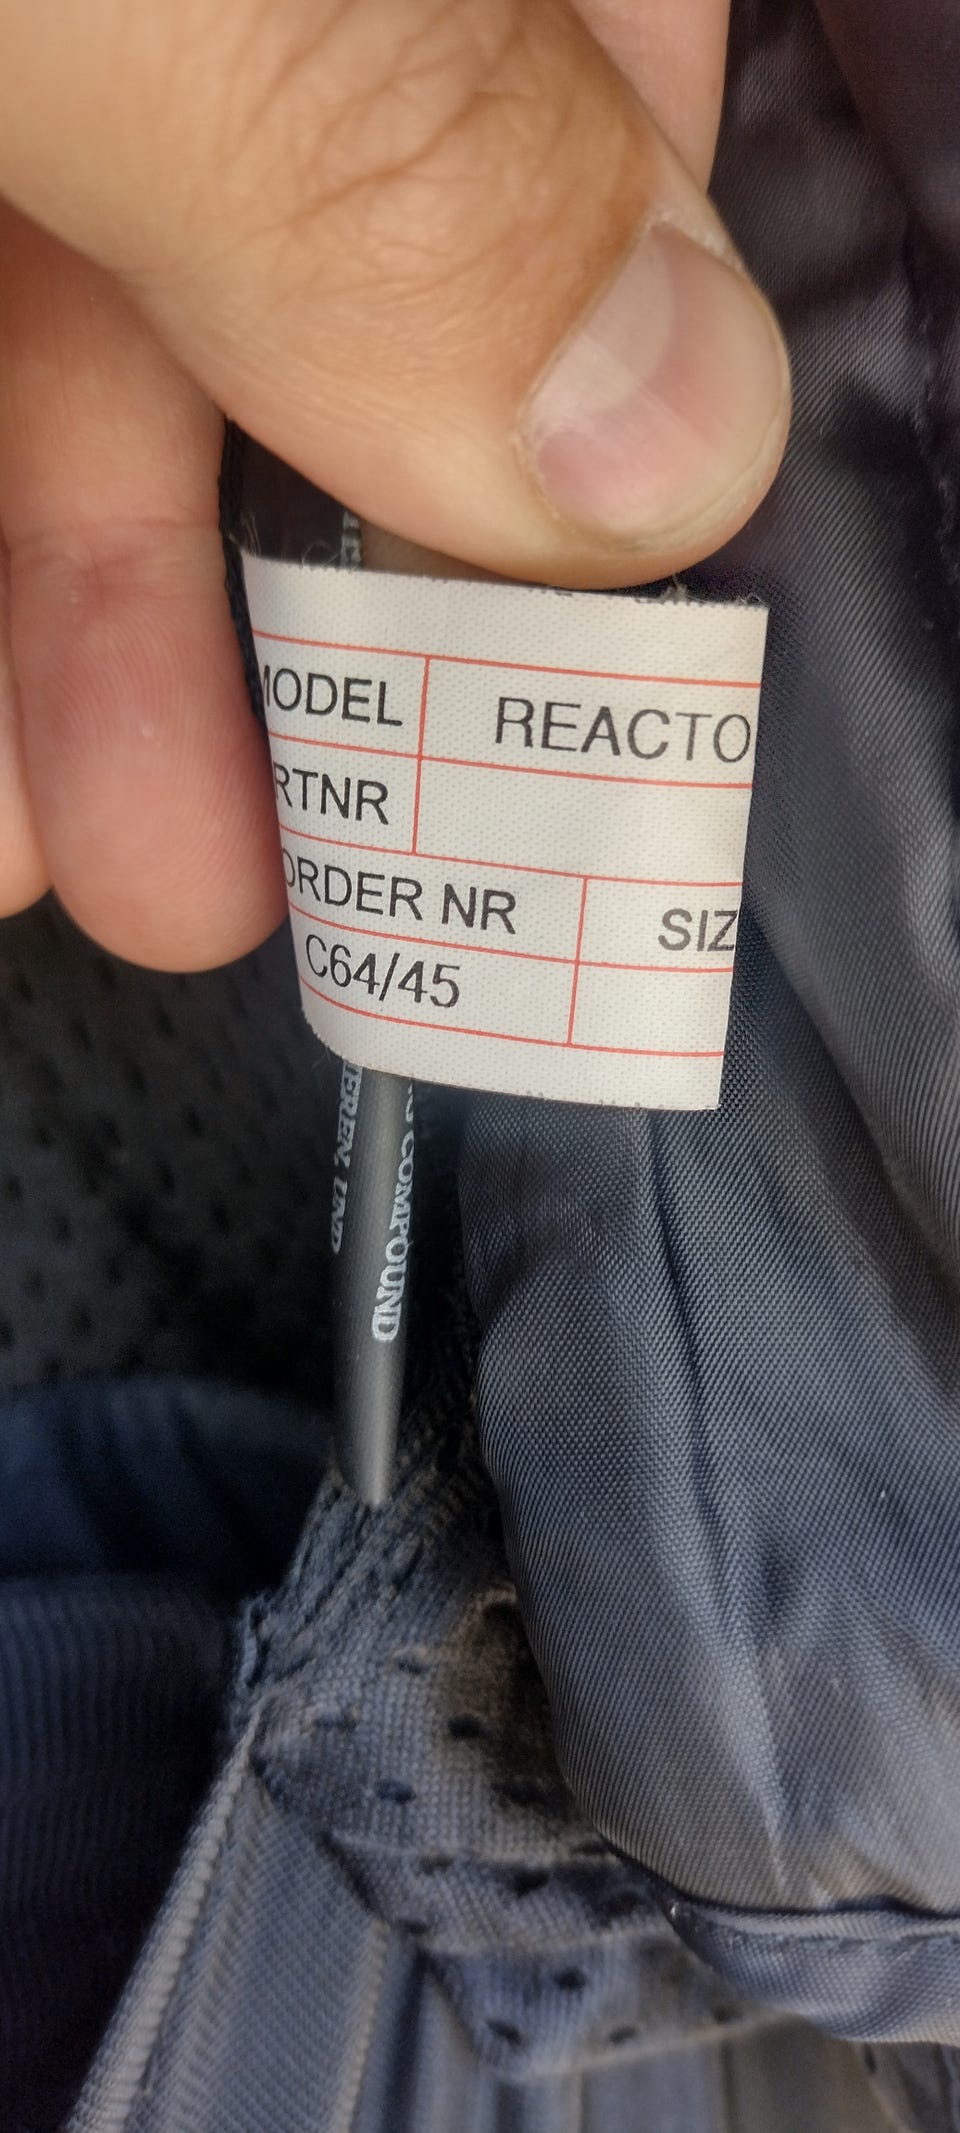 MODEL REACTO
RTNR
ORDER NR SIZ
C64/45
COMPOUND